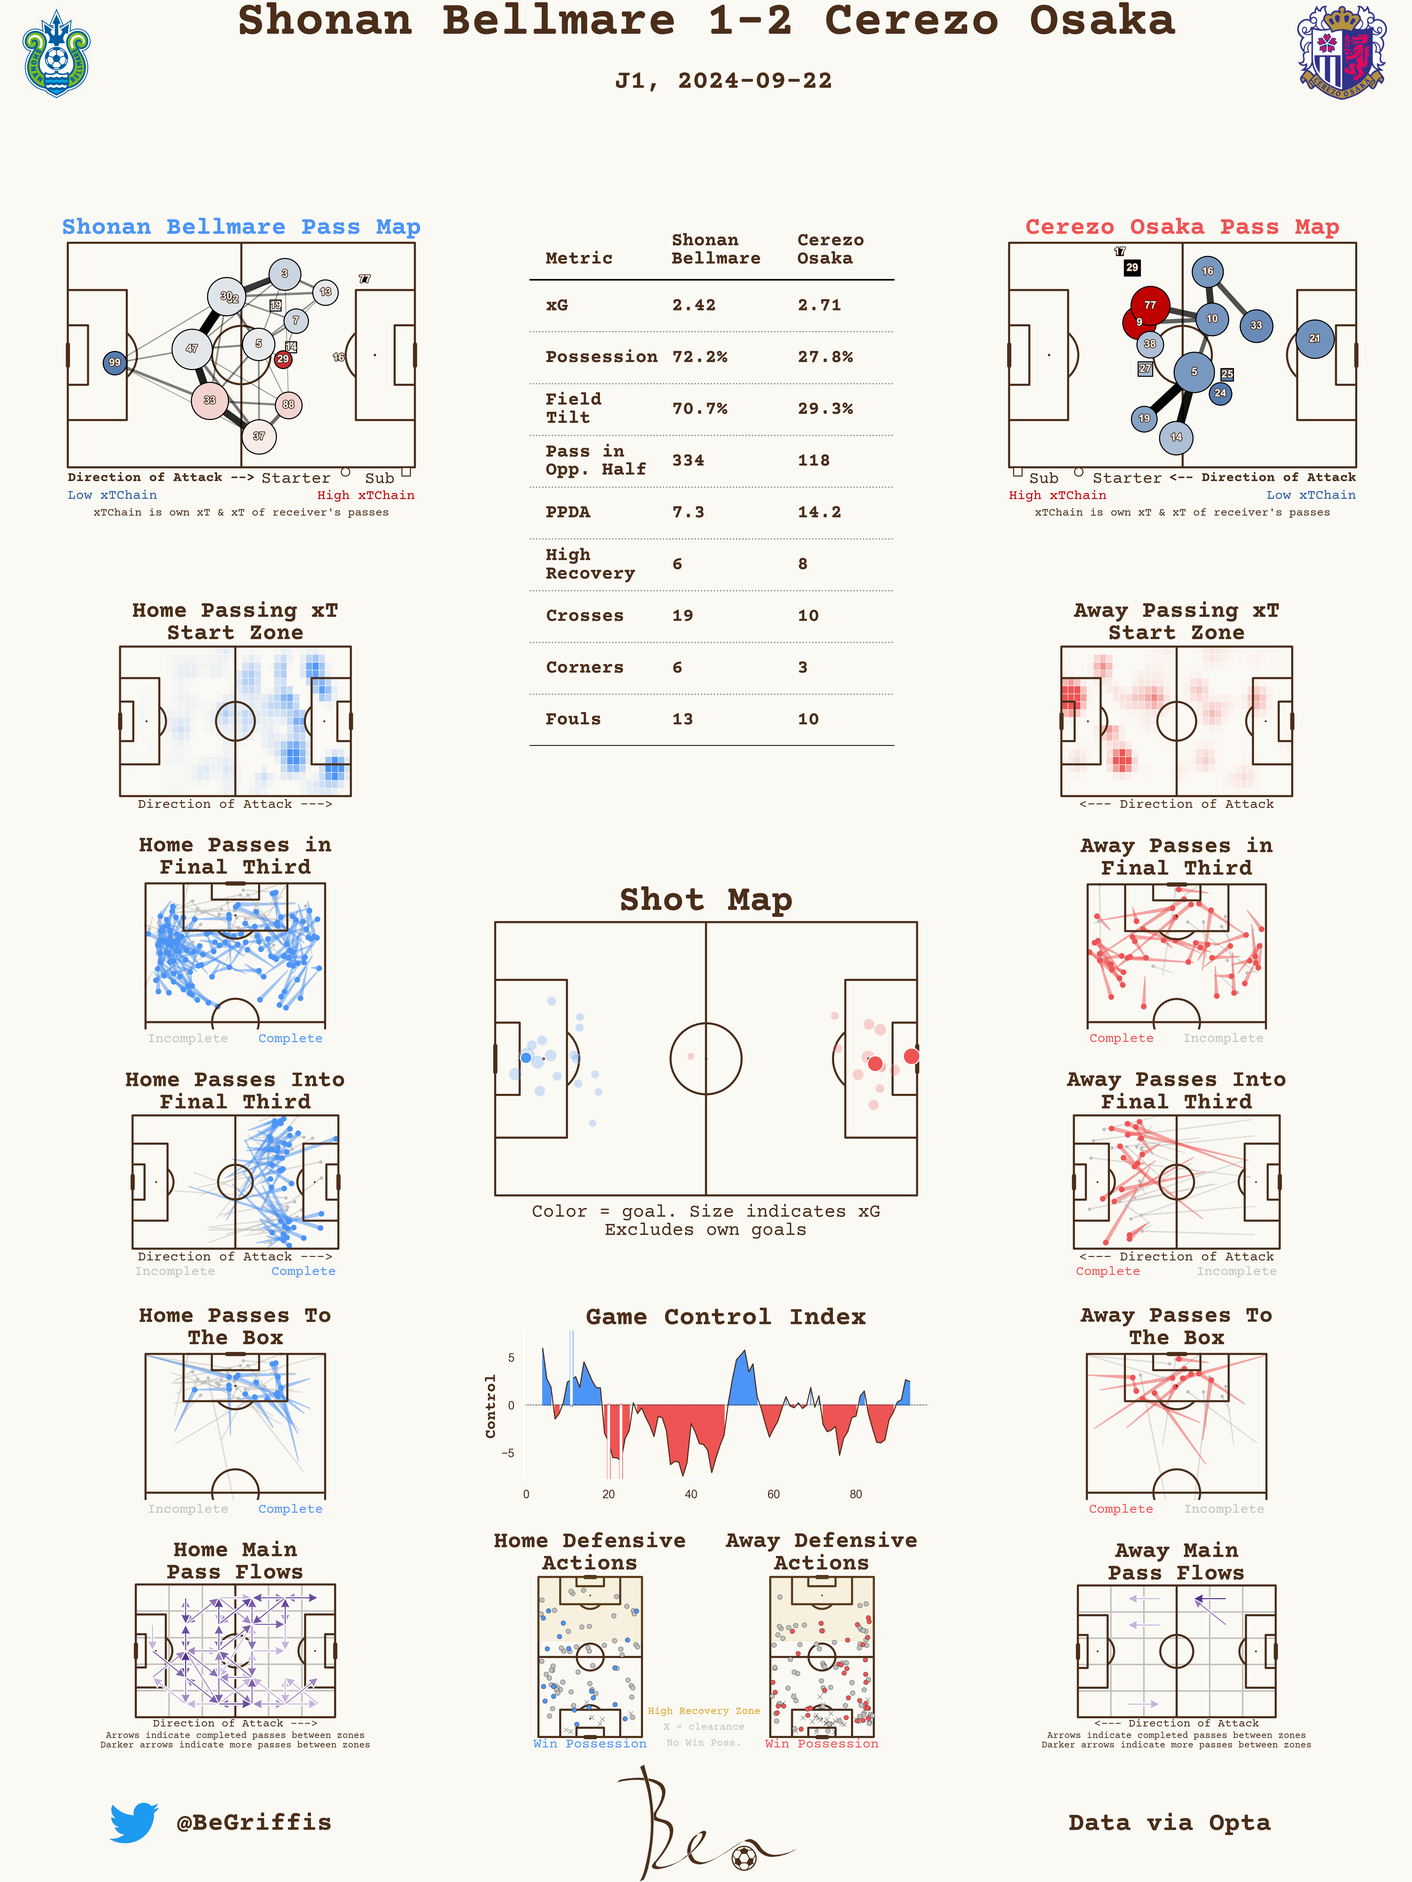 Shonan Bellmare 1-2 Cerezo Osaka
J1, 2024-09-22
Shonan Bellmare Pass Map
3
30
13
77
19
7
47
5
14
16
29
99
33
88
37
Direction of Attack --> Starter Sub
Low xTChain High xTChain
xTChain is own xT & xT of receiver's passes
Metric Shonan Bellmare Cerezo Osaka
xG 2.42 2.71
Possession 72.2% 27.8%
Field Tilt 70.7% 29.3%
Pass in Opp. Half 334 118
PPDA 7.3 14.2
High Recovery 6 8
Crosses 19 10
Corners 6 3
Fouls 13 10
Cerezo Osaka Pass Map
17
29
16
77
9
10
33
21
38
27
5
25
24
19
14
Sub Starter <-- Direction of Attack
High xTChain Low xTChain
xTChain is own xT & xT of receiver's passes
Home Passing xT
Start Zone
Direction of Attack --->
Away Passing xT
Start Zone
<--- Direction of Attack
Home Passes in
Final Third
Incomplete Complete
Away Passes in
Final Third
Complete Incomplete
Shot Map
Color = goal. Size indicates xG
Excludes own goals
Home Passes Into
Final Third
Direction of Attack --->
Incomplete Complete
Away Passes Into
Final Third
<--- Direction of Attack
Complete Incomplete
Home Passes To
The Box
Incomplete Complete
Game Control Index
Control
5
0
−5
0 20 40 60 80
Away Passes To
The Box
Complete Incomplete
Home Main
Pass Flows
Direction of Attack --->
Arrows indicate completed passes between zones
Darker arrows indicate more passes between zones
Home Defensive
Actions
Win Possession
High Recovery Zone
X = clearance
No Win Poss.
Away Defensive
Actions
Win Possession
Away Main
Pass Flows
<--- Direction of Attack
Arrows indicate completed passes between zones
Darker arrows indicate more passes between zones
@BeGriffis
Ben
Data via Opta